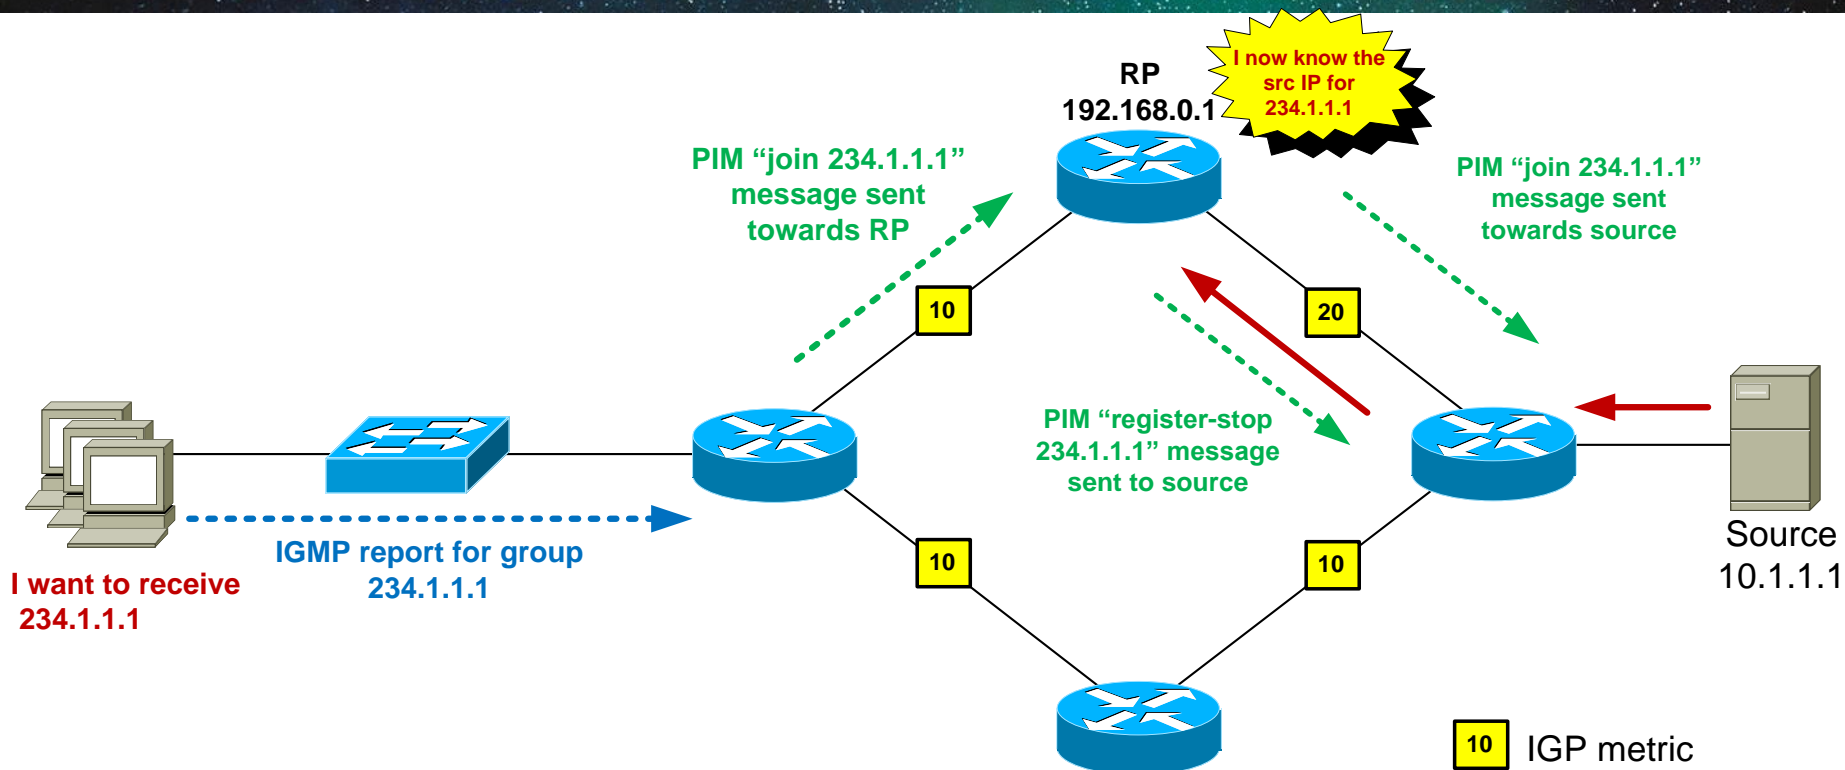 I now know the
src IP for
234.1.1.1
RP
192.168.0.1
PIM “join 234.1.1.1”
message sent
towards RP
PIM “join 234.1.1.1”
message sent
towards source
10
20
PIM “register-stop
234.1.1.1” message
sent to source
IGMP report for group
234.1.1.1
I want to receive
234.1.1.1
10
10
Source
10.1.1.1
10 IGP metric